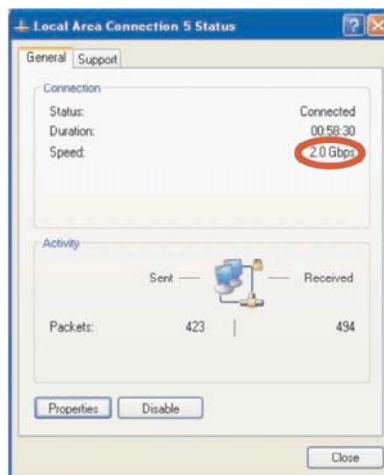 Local Area Connection 5 Status
General Support
Connection
Status: Connected
Duration: 00:58:30
Speed: 2.0 Gbps
Activity
Sent — — Received
Packets: 423 | 494
Properties Disable
Close